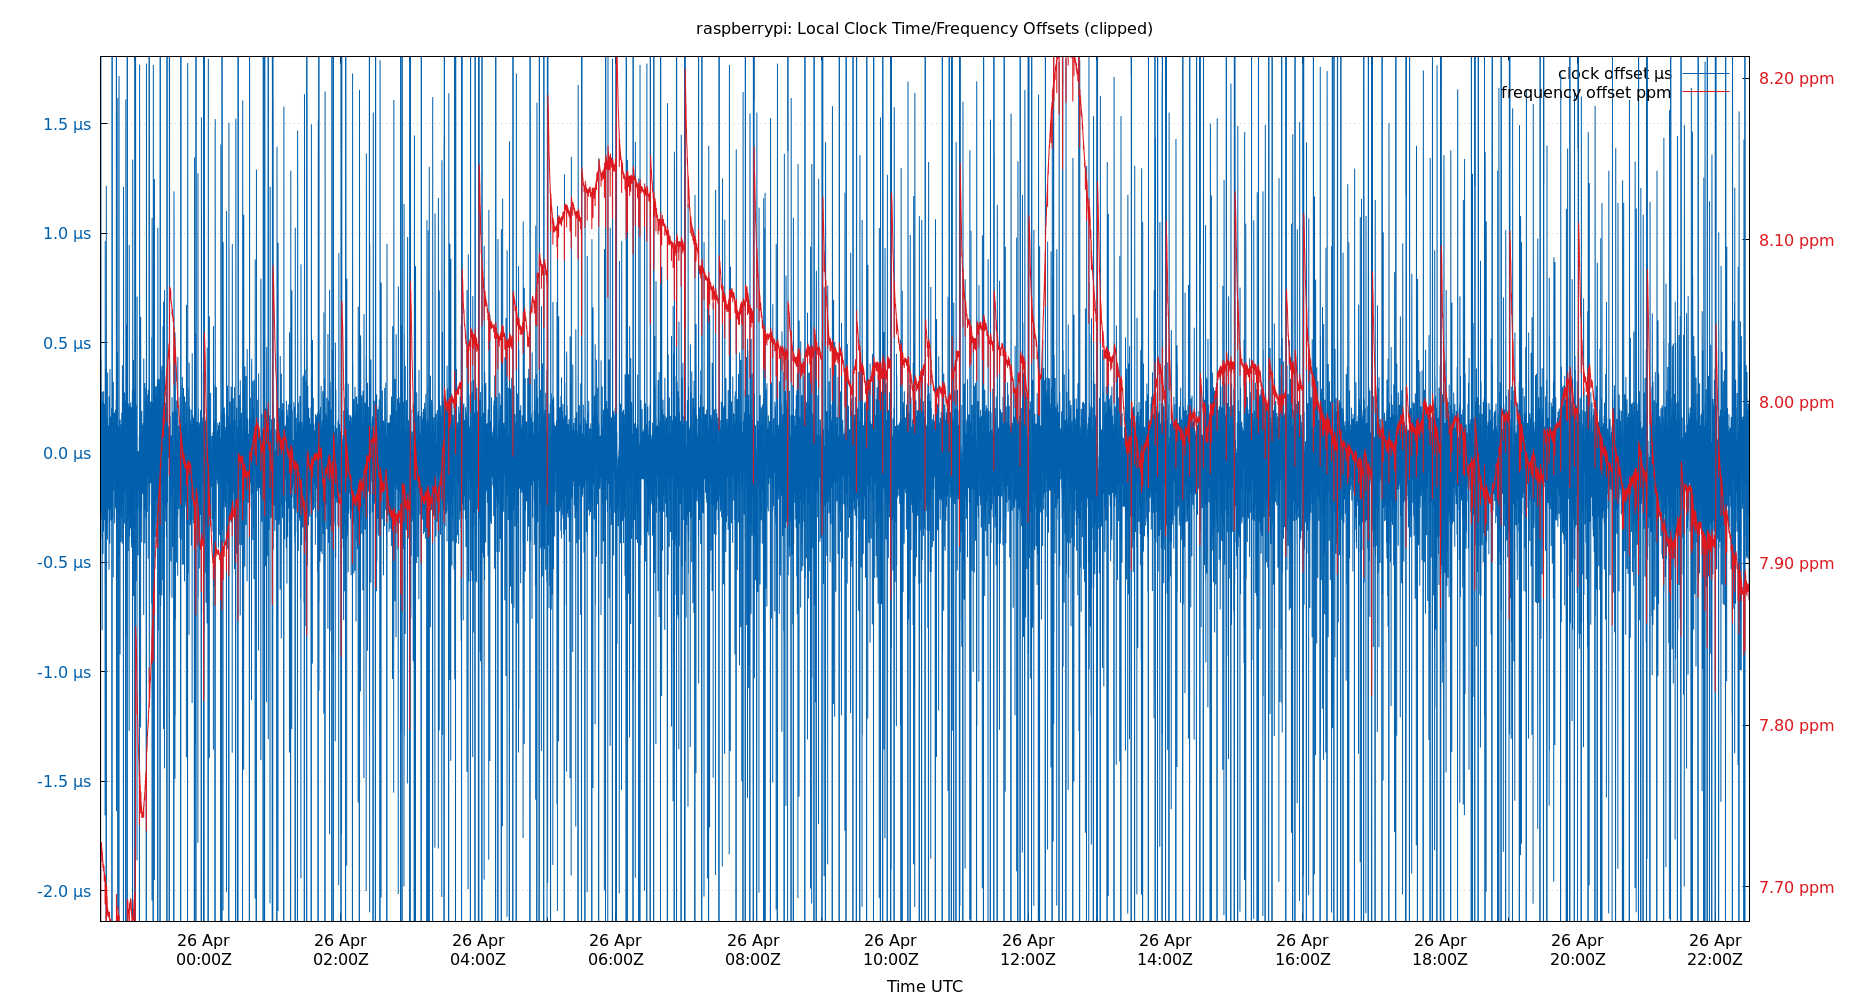 raspberrypi: Local Clock Time/Frequency Offsets (clipped)
clock offset µs
frequency offset ppm
1.5 µs
1.0 µs
0.5 µs
0.0 µs
-0.5 µs
-1.0 µs
-1.5 µs
-2.0 µs
8.20 ppm
8.10 ppm
8.00 ppm
7.90 ppm
7.80 ppm
7.70 ppm
26 Apr 26 Apr 26 Apr 26 Apr 26 Apr 26 Apr 26 Apr 26 Apr 26 Apr 26 Apr 26 Apr 26 Apr
00:00Z 02:00Z 04:00Z 06:00Z 08:00Z 10:00Z 12:00Z 14:00Z 16:00Z 18:00Z 20:00Z 22:00Z
Time UTC